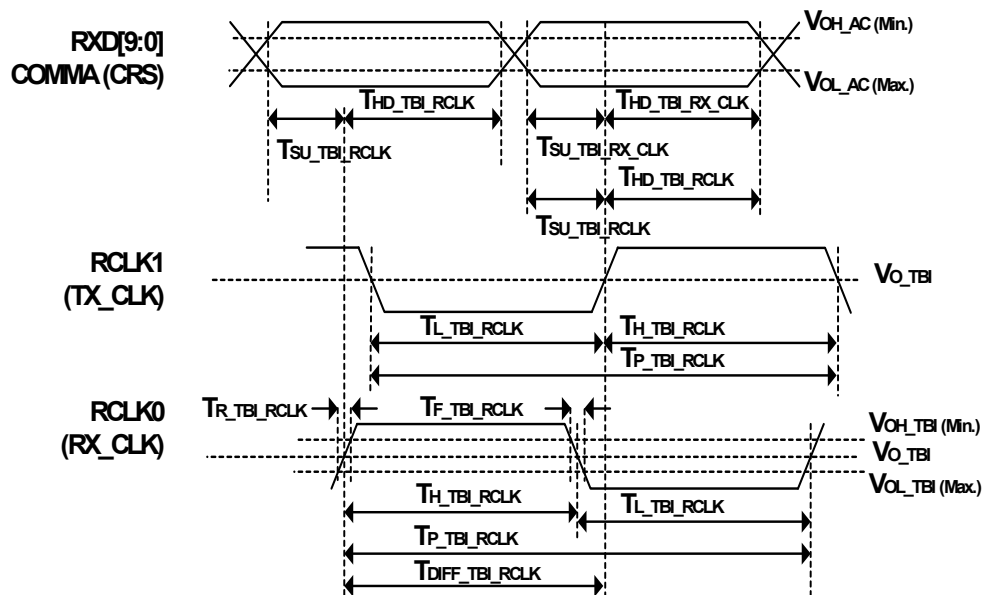 RXD[9:0]
COMMA (CRS)
VOH_AC (Min.)
VOL_AC (Max.)
THD_TBI_RCLK
THD_TBI_RX_CLK
TSU_TBI_RCLK
TSU_TBI_RX_CLK
THD_TBI_RCLK
TSU_TBI_RCLK
RCLK1
(TX_CLK)
VO_TBI
TL_TBI_RCLK
TH_TBI_RCLK
TP_TBI_RCLK
RCLK0
(RX_CLK)
TR_TBI_RCLK
TF_TBI_RCLK
VOH_TBI (Min.)
VO_TBI
VOL_TBI (Max.)
TH_TBI_RCLK
TL_TBI_RCLK
TP_TBI_RCLK
TDIFF_TBI_RCLK